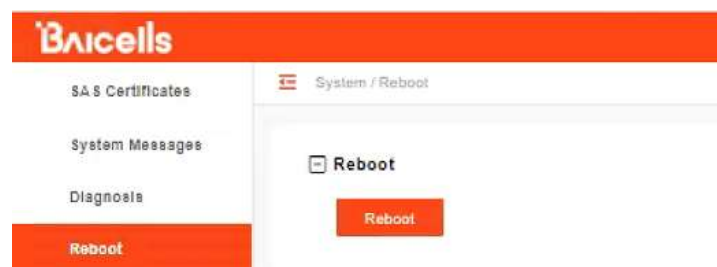 Baicells
SAS Certificates
System / Reboot
System Messages
Reboot
Diagnosis
Reboot
Reboot